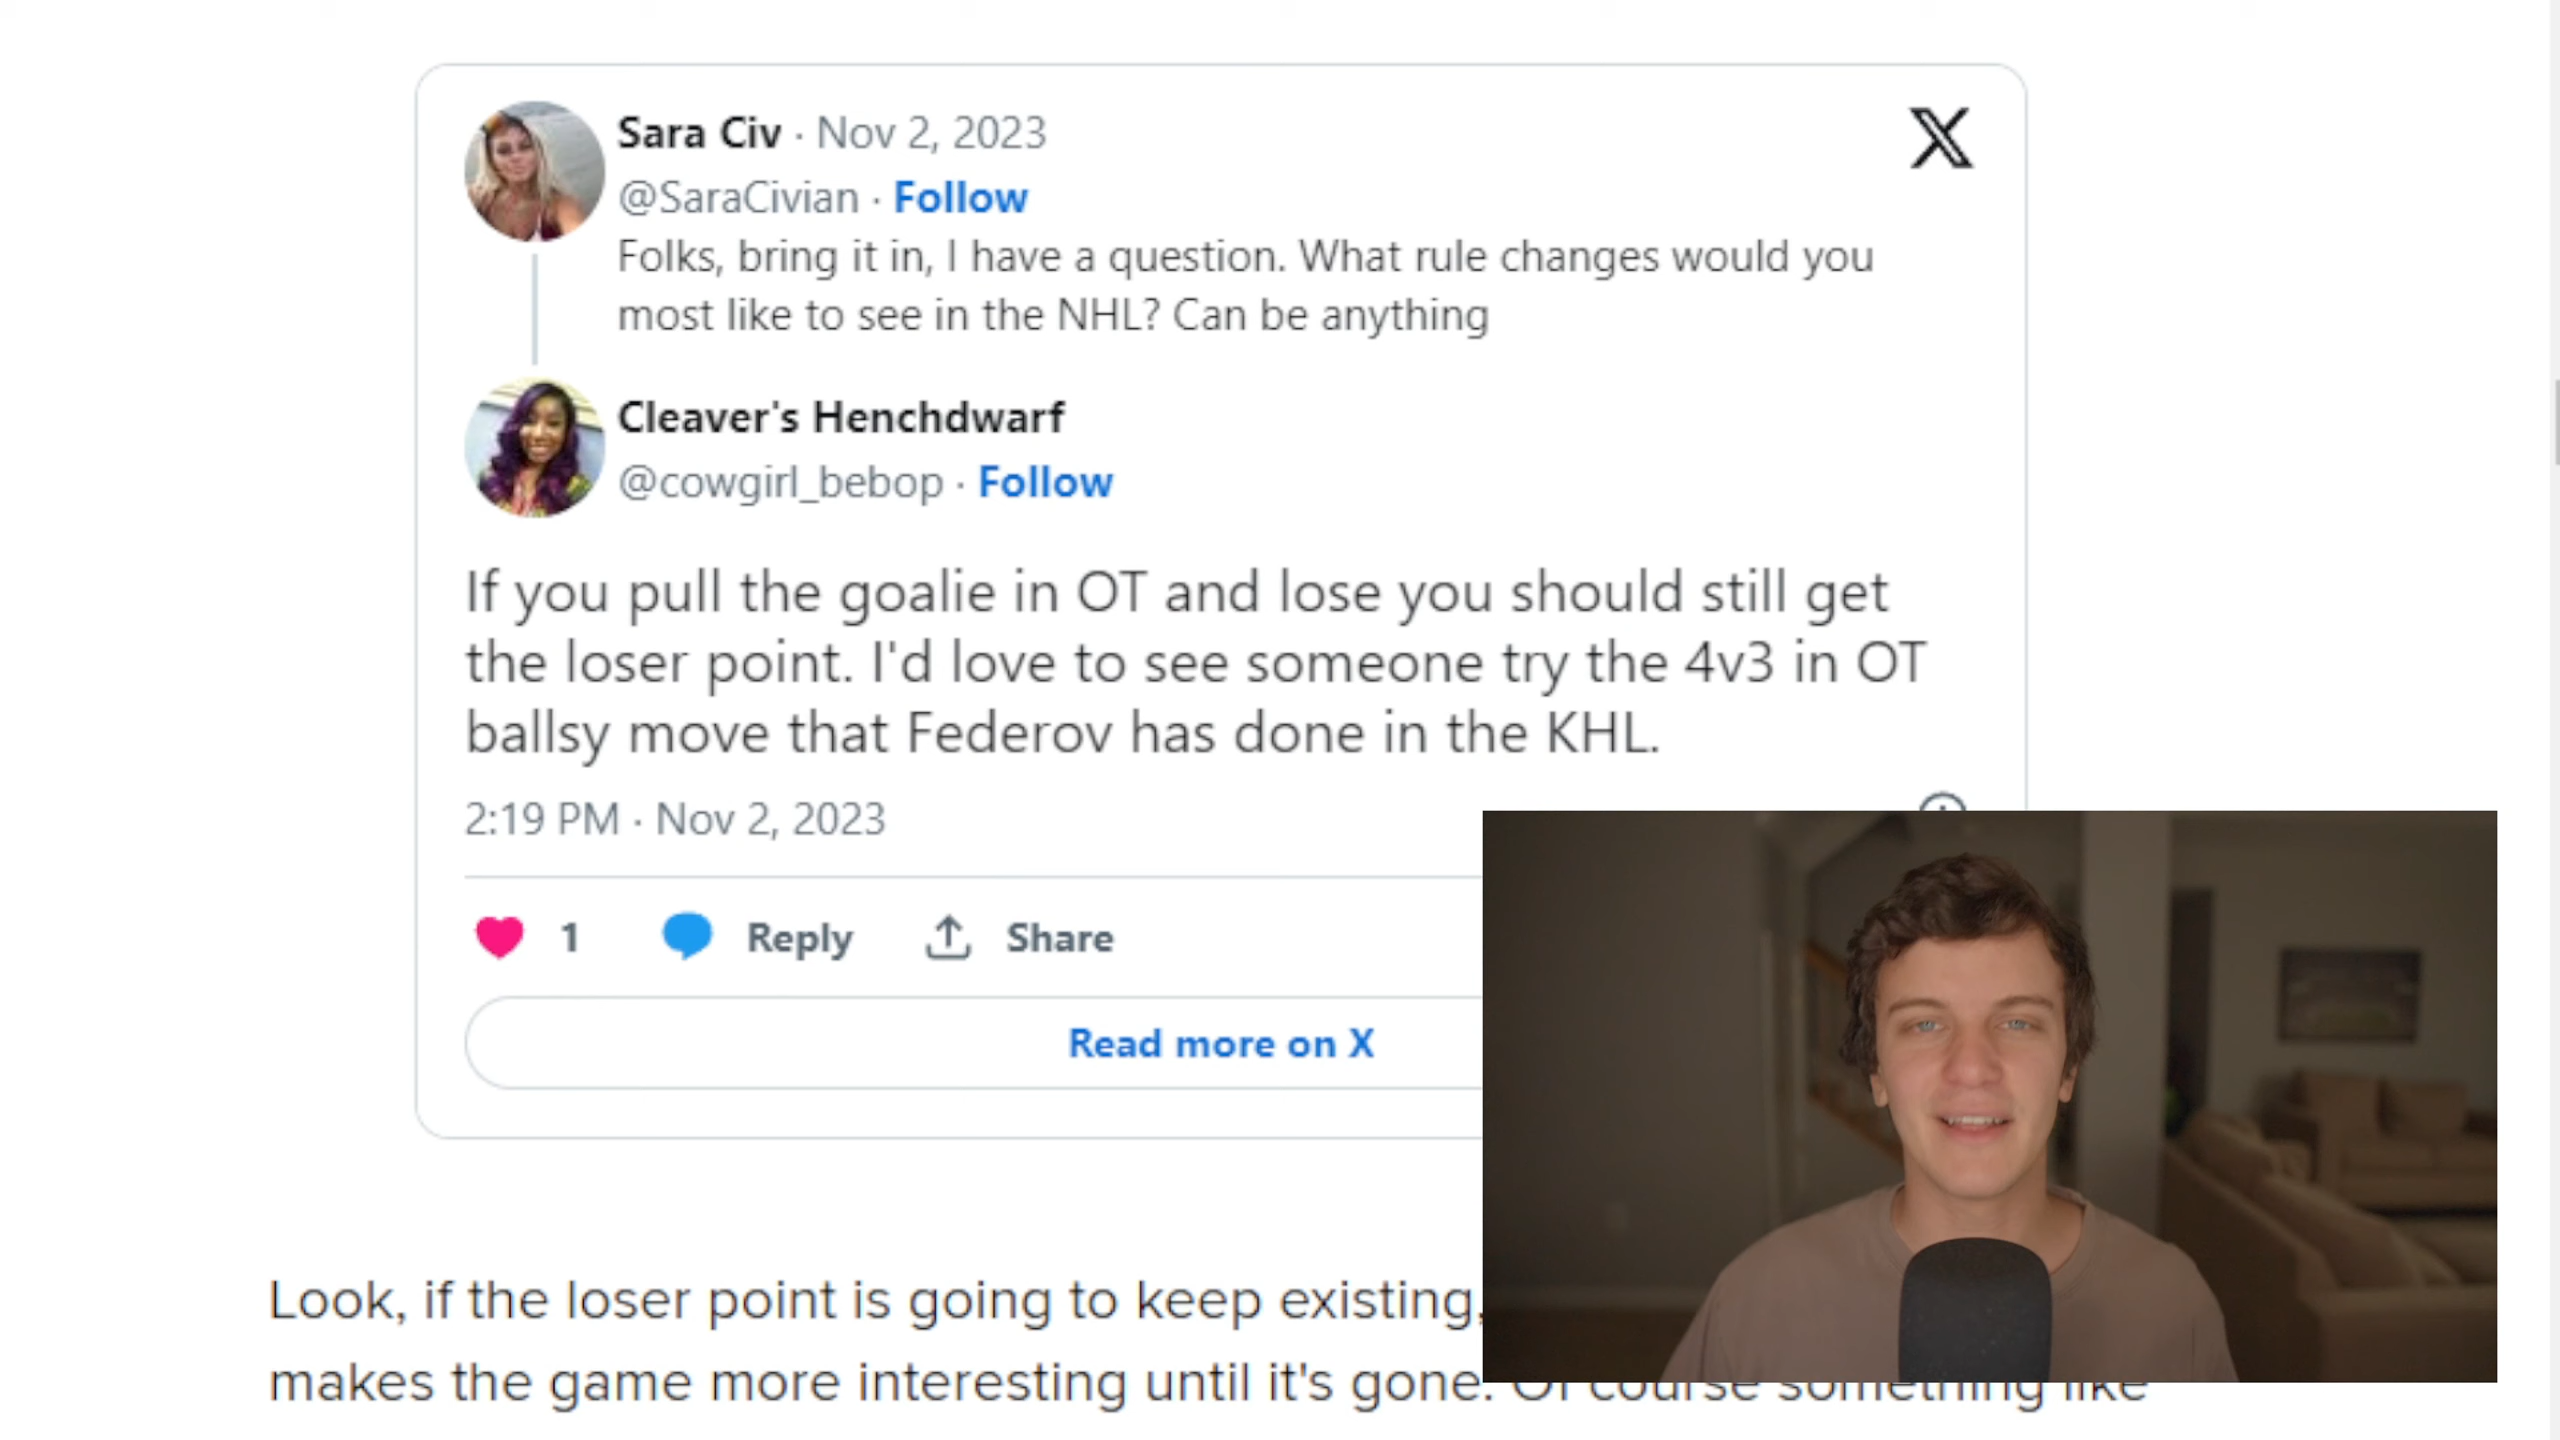 Sara Civ · Nov 2, 2023
@SaraCivian · Follow
Folks, bring it in, I have a question. What rule changes would you
most like to see in the NHL? Can be anything
Cleaver's Henchdwarf
@cowgirl_bebop · Follow
If you pull the goalie in OT and lose you should still get
the loser point. I'd love to see someone try the 4v3 in OT
ballsy move that Federov has done in the KHL.
2:19 PM · Nov 2, 2023
1 Reply Share
Read more on X
Look, if the loser point is going to keep existing,
makes the game more interesting until it's gone. Of course something like